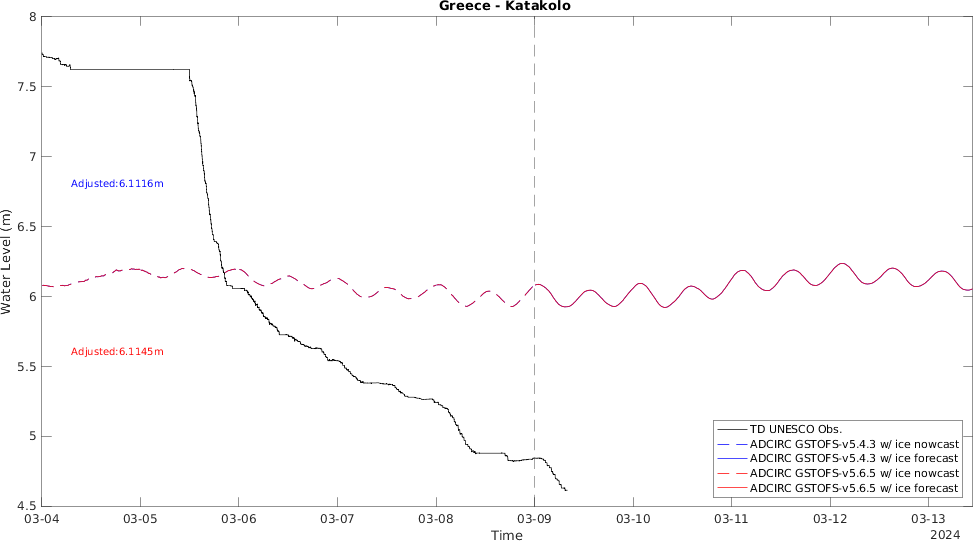 Greece - Katakolo
Water Level (m)
8
7.5
7
6.5
6
5.5
5
4.5
Adjusted:6.1116m
Adjusted:6.1145m
TD UNESCO Obs.
ADCIRC GSTOFS-v5.4.3 w/ ice nowcast
ADCIRC GSTOFS-v5.4.3 w/ ice forecast
ADCIRC GSTOFS-v5.6.5 w/ ice nowcast
ADCIRC GSTOFS-v5.6.5 w/ ice forecast
03-04 03-05 03-06 03-07 03-08 03-09 03-10 03-11 03-12 03-13
Time
2024